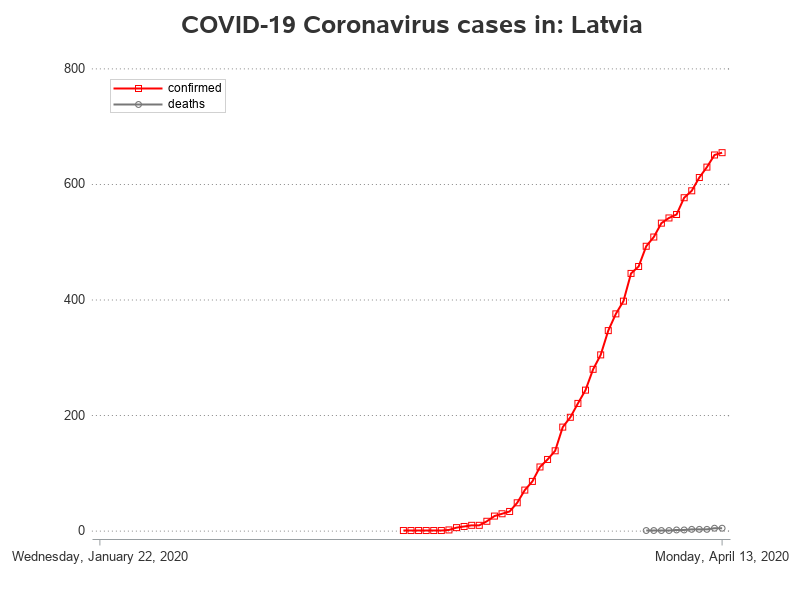 COVID-19 Coronavirus cases in: Latvia
800
confirmed
deaths
600
400
200
0
Wednesday, January 22, 2020
Monday, April 13, 2020